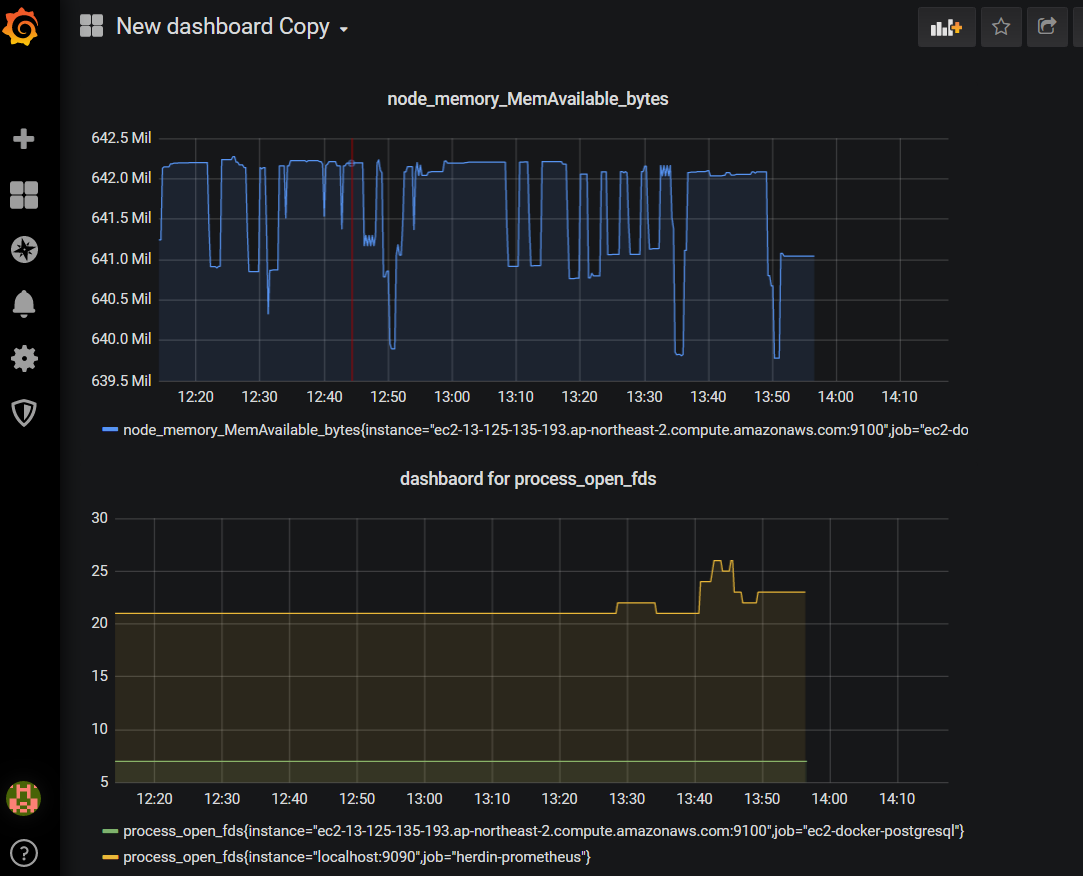 New dashboard Copy
node_memory_MemAvailable_bytes
642.5 Mil
642.0 Mil
641.5 Mil
641.0 Mil
640.5 Mil
640.0 Mil
639.5 Mil
12:20 12:30 12:40 12:50 13:00 13:10 13:20 13:30 13:40 13:50 14:00 14:10
node_memory_MemAvailable_bytes{instance="ec2-13-125-135-193.ap-northeast-2.compute.amazonaws.com:9100",job="ec2-do
dashbaord for process_open_fds
30
25
20
15
10
5
12:20 12:30 12:40 12:50 13:00 13:10 13:20 13:30 13:40 13:50 14:00 14:10
process_open_fds{instance="ec2-13-125-135-193.ap-northeast-2.compute.amazonaws.com:9100",job="ec2-docker-postgresql"}
process_open_fds{instance="localhost:9090",job="herdin-prometheus"}
?